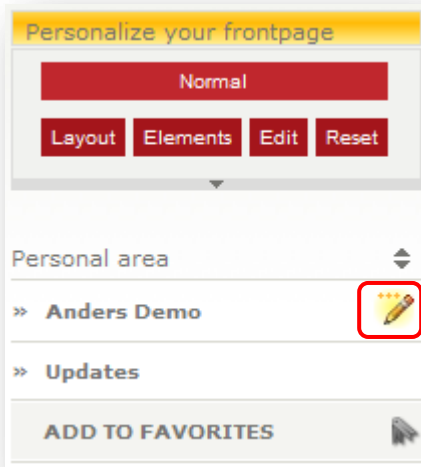 Personalize your frontpage
Normal
Layout Elements Edit Reset
Personal area
» Anders Demo
» Updates
ADD TO FAVORITES